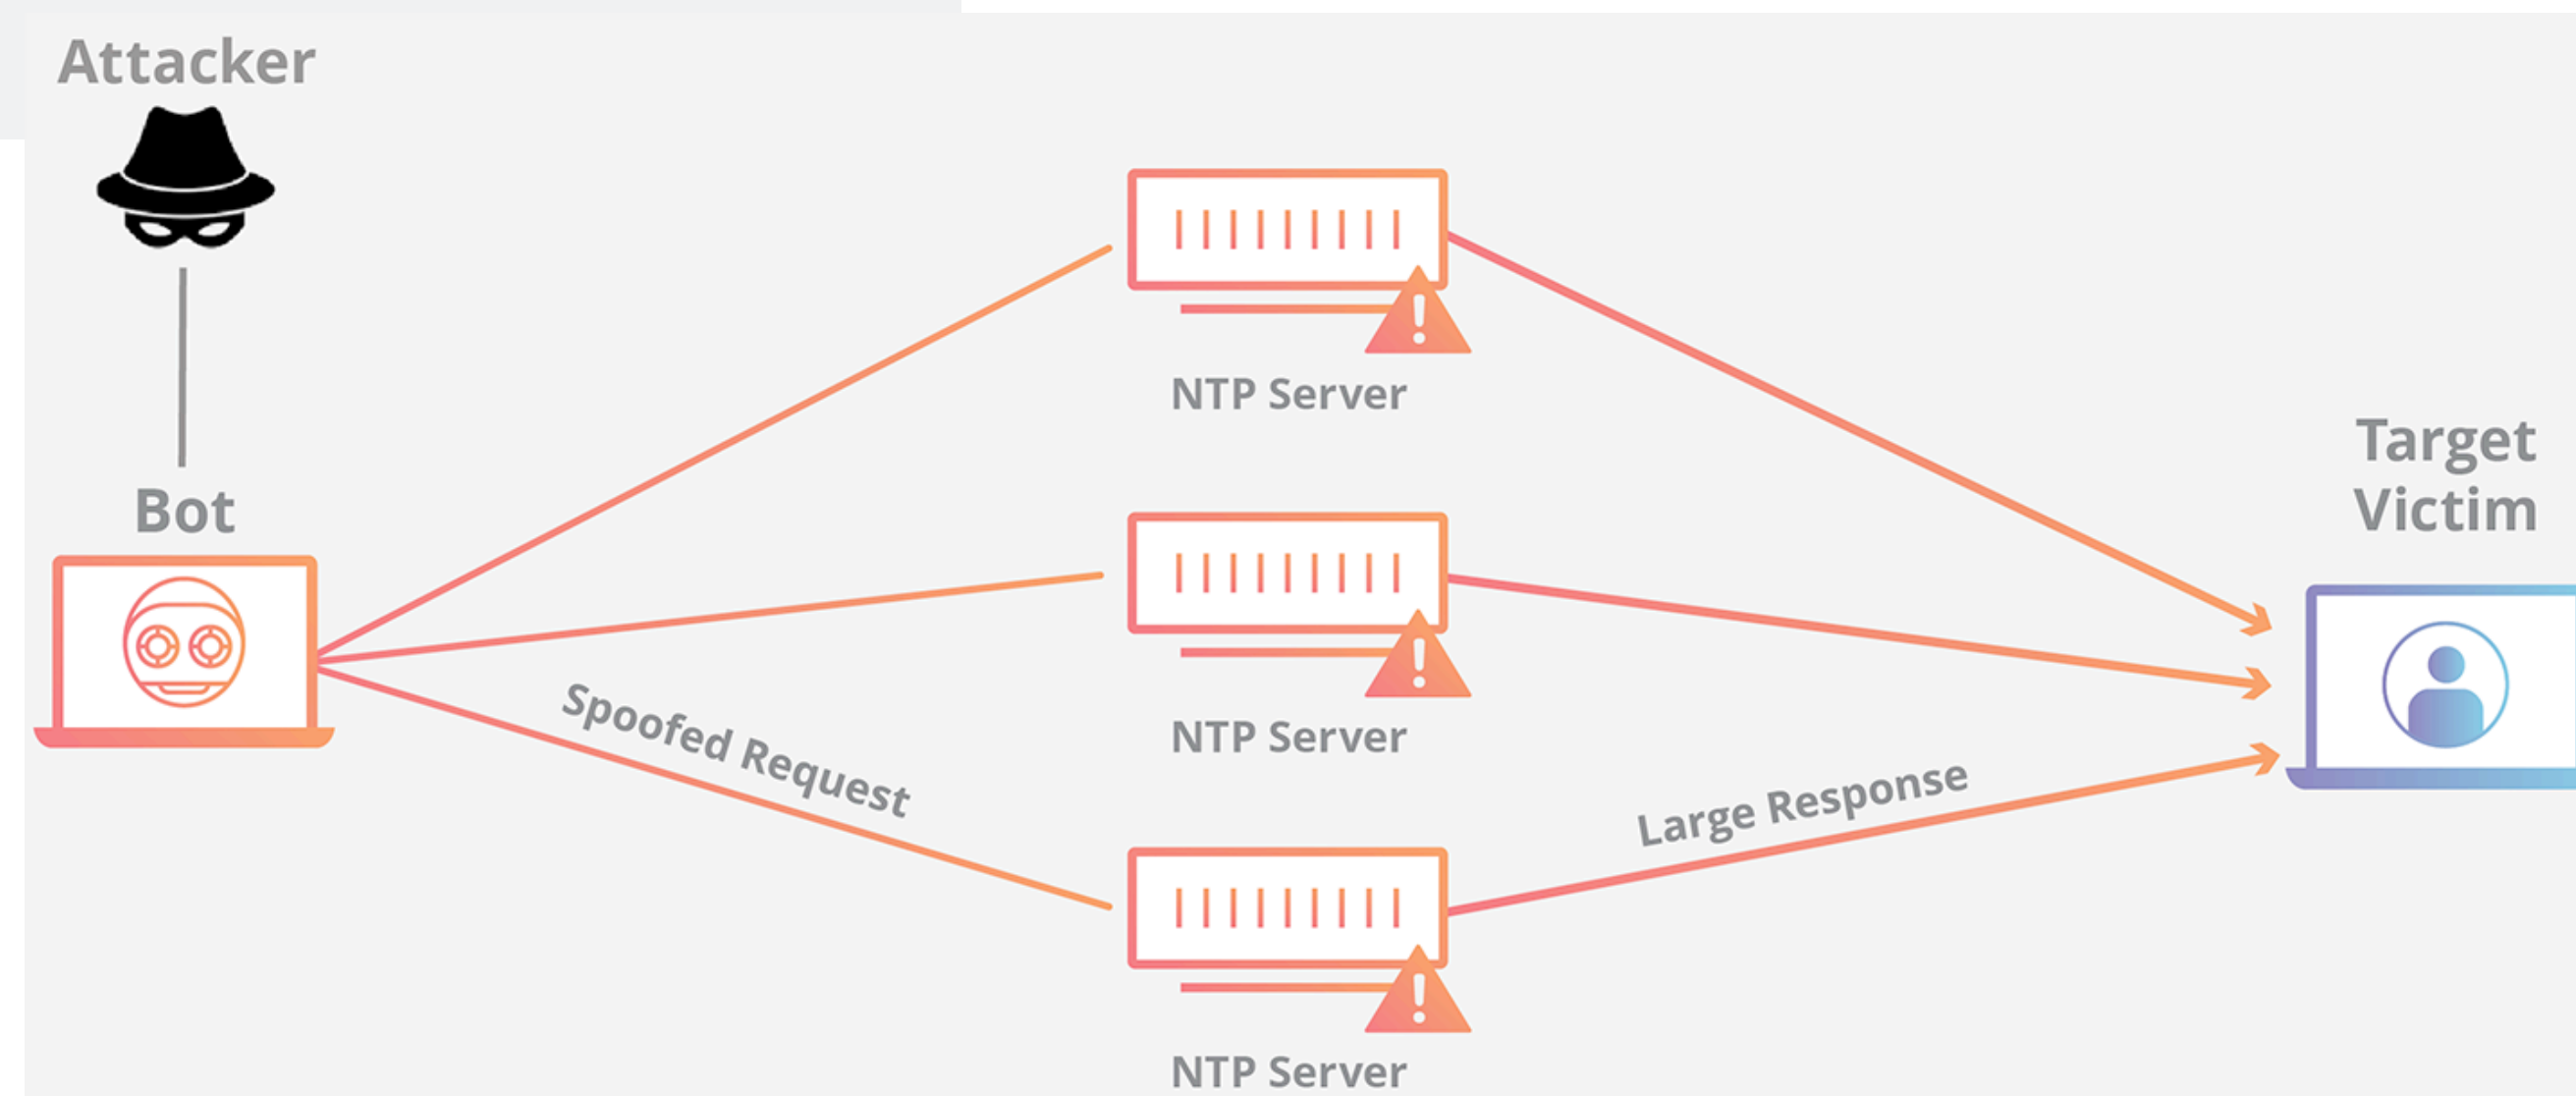 Attacker
Bot
NTP Server
NTP Server
NTP Server
Spoofed Request
Large Response
Target
Victim